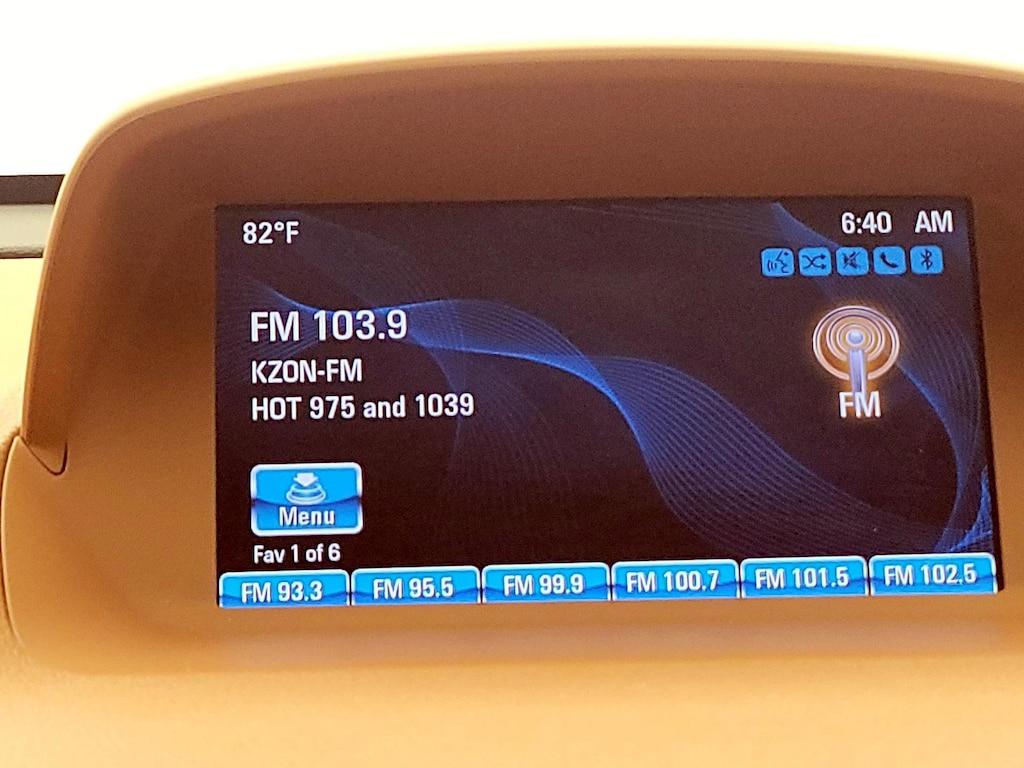 82°F
6:40 AM
FM 103.9
KZON-FM
HOT 975 and 1039
FM
Menu
Fav 1 of 6
FM 93.3 FM 95.5 FM 99.9 FM 100.7 FM 101.5 FM 102.5